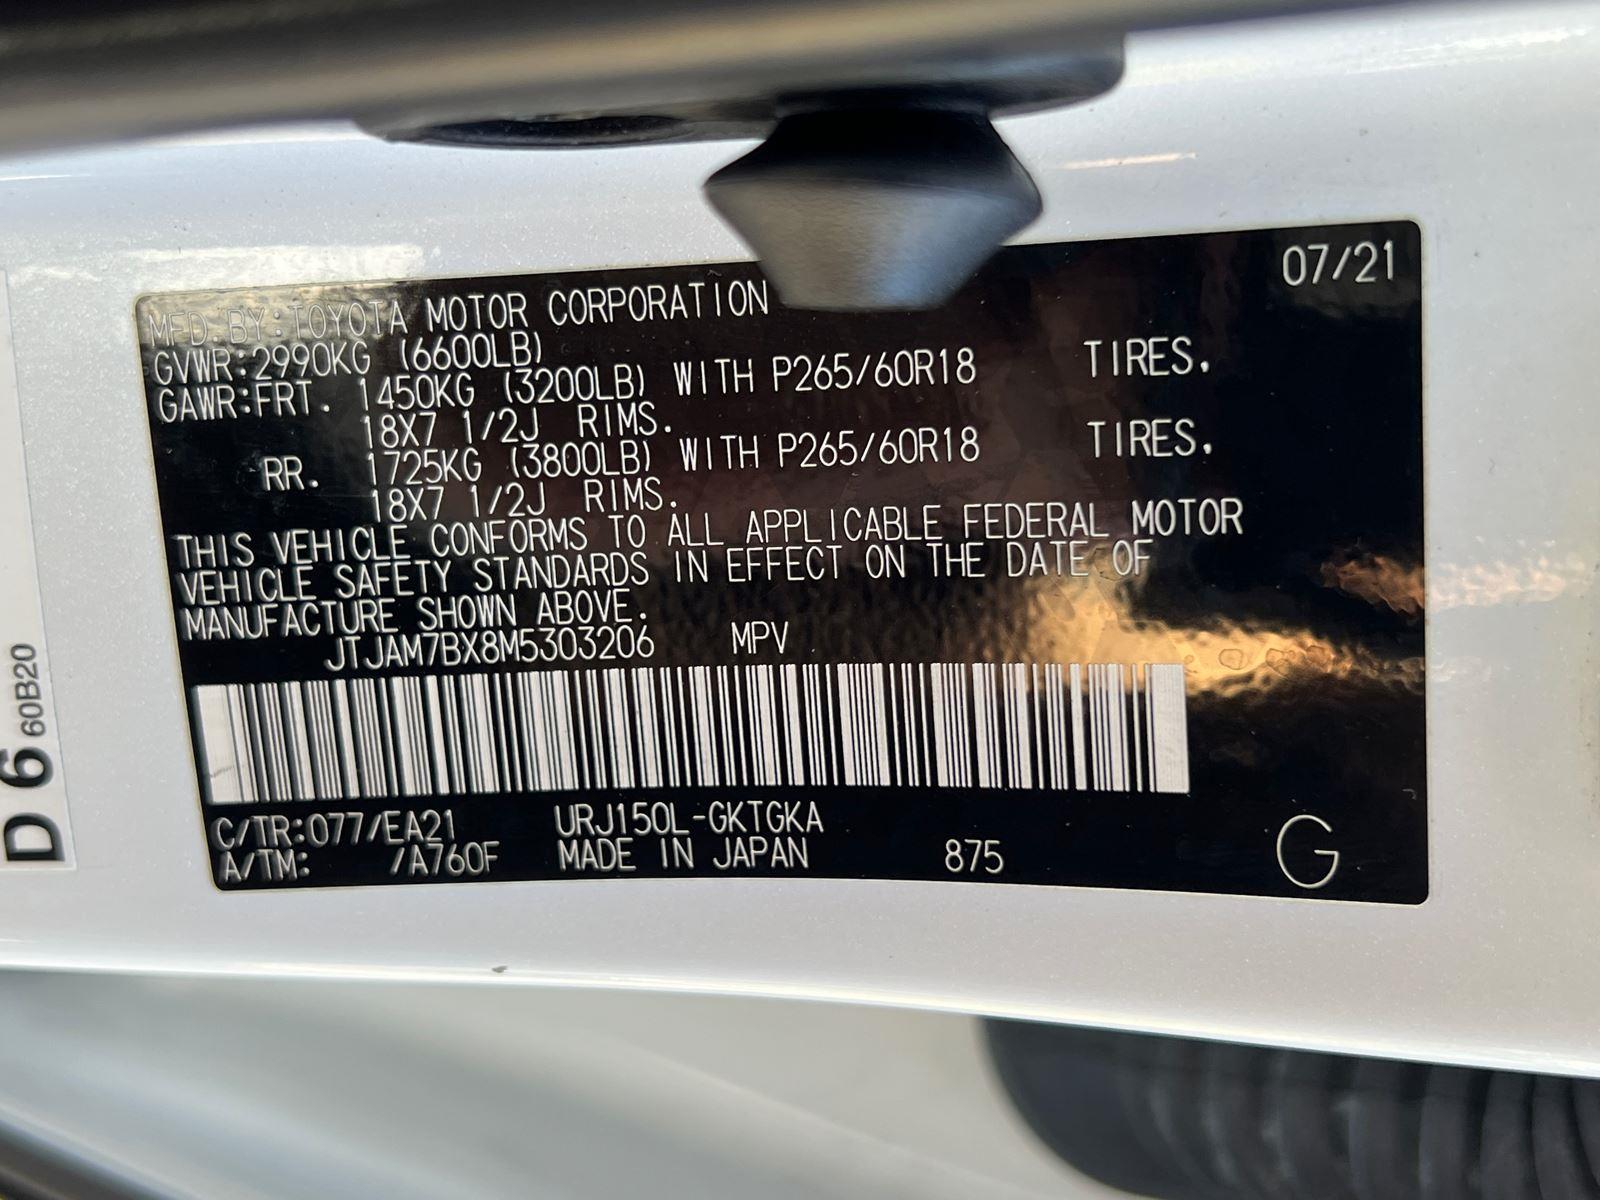 07/21
MFD.BY:TOYOTA MOTOR CORPORATION
GVWR:2990KG (6600LB)
GAWR:FRT. 1450KG (3200LB) WITH P265/60R18 TIRES.
18X7 1/2J RIMS.
RR. 1725KG (3800LB) WITH P265/60R18 TIRES.
18X7 1/2J RIMS.
THIS VEHICLE CONFORMS TO ALL APPLICABLE FEDERAL MOTOR
VEHICLE SAFETY STANDARDS IN EFFECT ON THE DATE OF
MANUFACTURE SHOWN ABOVE.
JTJAM7BX8M5303206 MPV
C/TR:077/EA21 URJ150L-GKTGKA
A/TM: /A760F MADE IN JAPAN 875 G
D 6 60B20